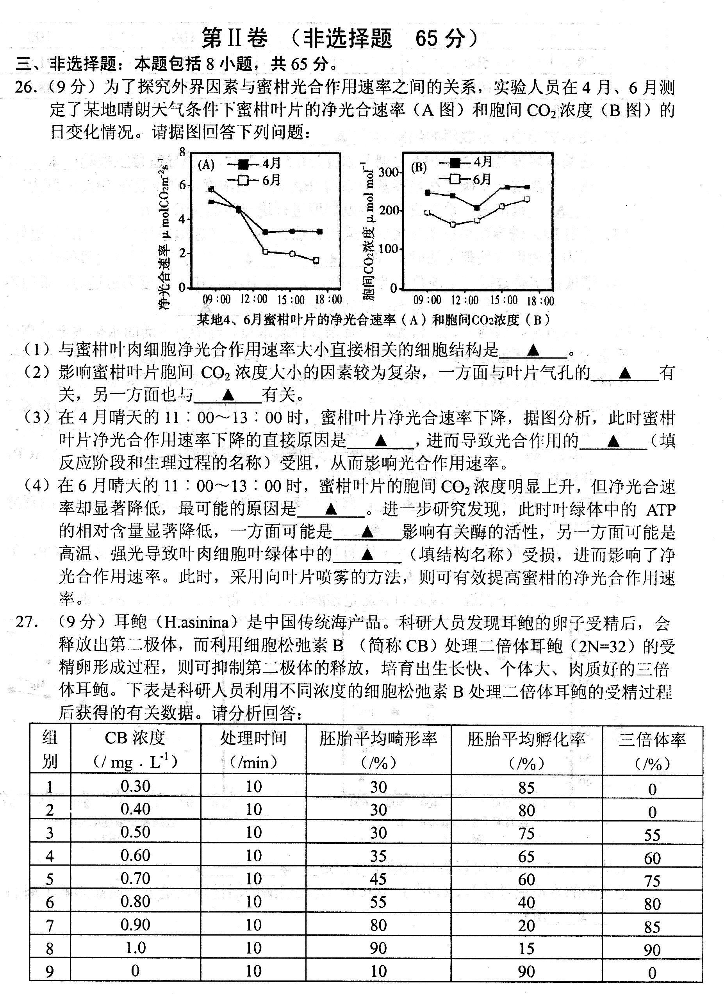 第Ⅱ卷 （非选择题 65分）
三、非选择题：本题包括8小题，共65分。
26.（9分）为了探究外界因素与蜜柑光合作用速率之间的关系，实验人员在4月、6月测
定了某地晴朗天气条件下蜜柑叶片的净光合速率（A图）和胞间CO₂浓度（B图）的
日变化情况。请据图回答下列问题：
净光合速率 μ molCO₂m⁻²s⁻¹
8
6
4
2
0
(A)
4月
6月
09:00 12:00 15:00 18:00
胞间CO₂浓度 μ mol mol⁻¹
300
200
100
0
(B)
4月
6月
09:00 12:00 15:00 18:00
某地4、6月蜜柑叶片的净光合速率（A）和胞间CO₂浓度（B）
（1）与蜜柑叶肉细胞净光合作用速率大小直接相关的细胞结构是 ▲ 。
（2）影响蜜柑叶片胞间 CO₂ 浓度大小的因素较为复杂，一方面与叶片气孔的 ▲ 有
关，另一方面也与 ▲ 有关。
（3）在4月晴天的11：00～13：00时，蜜柑叶片净光合速率下降，据图分析，此时蜜柑
叶片净光合作用速率下降的直接原因是 ▲ ，进而导致光合作用的 ▲ （填
反应阶段和生理过程的名称）受阻，从而影响光合作用速率。
（4）在6月晴天的11：00～13：00时，蜜柑叶片的胞间CO₂浓度明显上升，但净光合速
率却显著降低，最可能的原因是 ▲ 。进一步研究发现，此时叶绿体中的 ATP
的相对含量显著降低，一方面可能是 ▲ 影响有关酶的活性，另一方面可能是
高温、强光导致叶肉细胞叶绿体中的 ▲ （填结构名称）受损，进而影响了净
光合作用速率。此时，采用向叶片喷雾的方法，则可有效提高蜜柑的净光合作用速
率。
27. （9分）耳鲍（H.asinina）是中国传统海产品。科研人员发现耳鲍的卵子受精后，会
释放出第二极体，而利用细胞松弛素B （简称CB）处理二倍体耳鲍（2N=32）的受
精卵形成过程，则可抑制第二极体的释放，培育出生长快、个体大、肉质好的三倍
体耳鲍。下表是科研人员利用不同浓度的细胞松弛素B处理二倍体耳鲍的受精过程
后获得的有关数据。请分析回答：
组别 CB浓度（/ mg．L⁻¹） 处理时间（/min） 胚胎平均畸形率（/%） 胚胎平均孵化率（/%） 三倍体率（/%）
1 0.30 10 30 85 0
2 0.40 10 30 80 0
3 0.50 10 30 75 55
4 0.60 10 35 65 60
5 0.70 10 45 60 75
6 0.80 10 55 40 80
7 0.90 10 80 20 85
8 1.0 10 90 15 90
9 0 10 10 90 0